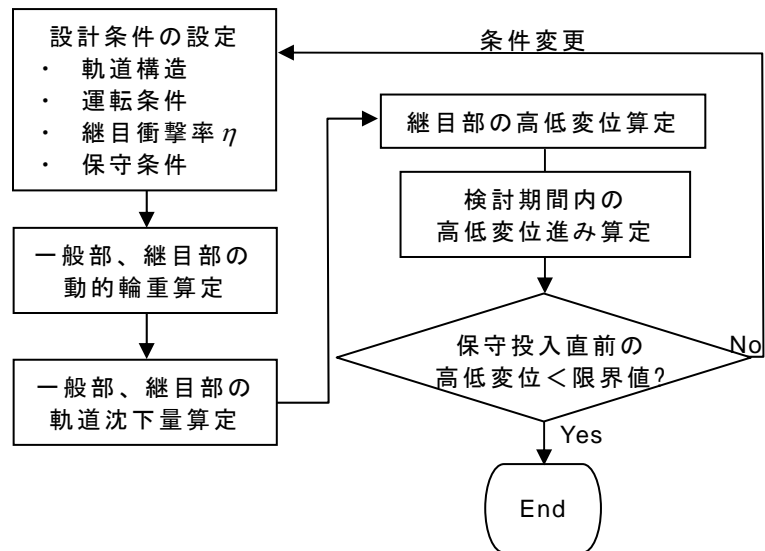 設計条件の設定
・ 軌道構造
・ 運転条件
・ 継目衝撃率η
・ 保守条件
一般部、継目部の
動的輪重算定
一般部、継目部の
軌道沈下量算定
条件変更
継目部の高低変位算定
検討期間内の
高低変位進み算定
保守投入直前の
高低変位＜限界値?
No
Yes
End